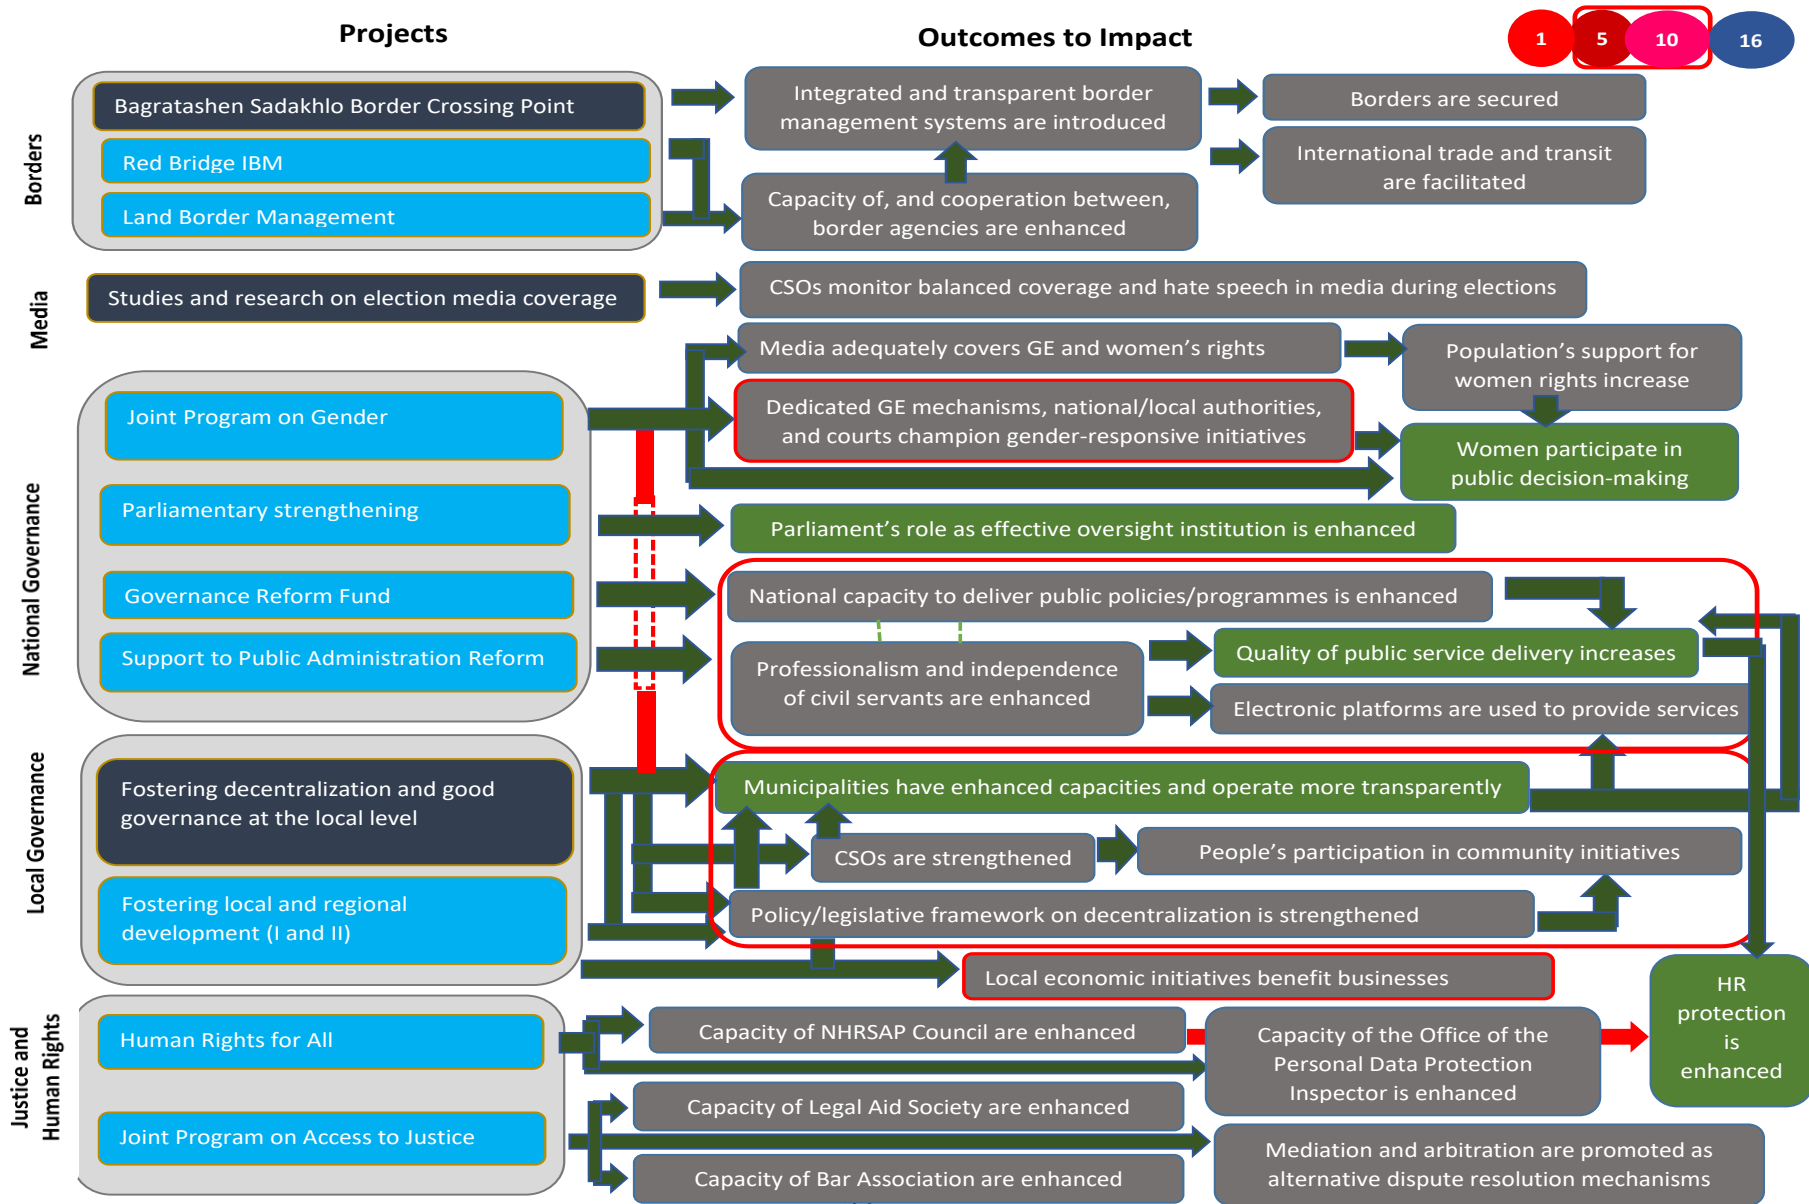 Projects
Outcomes to Impact
1
5
10
16
Borders
Bagratashen Sadakhlo Border Crossing Point
Red Bridge IBM
Land Border Management
Integrated and transparent border
management systems are introduced
Borders are secured
International trade and transit
are facilitated
Capacity of, and cooperation between,
border agencies are enhanced
Media
Studies and research on election media coverage
CSOs monitor balanced coverage and hate speech in media during elections
Media adequately covers GE and women's rights
Population's support for
women rights increase
National Governance
Joint Program on Gender
Dedicated GE mechanisms, national/local authorities,
and courts champion gender-responsive initiatives
Women participate in
public decision-making
Parliamentary strengthening
Parliament's role as effective oversight institution is enhanced
Governance Reform Fund
National capacity to deliver public policies/programmes is enhanced
Support to Public Administration Reform
Professionalism and independence
of civil servants are enhanced
Quality of public service delivery increases
Electronic platforms are used to provide services
Local Governance
Fostering decentralization and good
governance at the local level
Municipalities have enhanced capacities and operate more transparently
CSOs are strengthened
People's participation in community initiatives
Fostering local and regional
development (I and II)
Policy/legislative framework on decentralization is strengthened
Local economic initiatives benefit businesses
HR
protection
is
enhanced
Justice and
Human Rights
Human Rights for All
Capacity of NHRSAP Council are enhanced
Capacity of the Office of the
Personal Data Protection
Inspector is enhanced
Joint Program on Access to Justice
Capacity of Legal Aid Society are enhanced
Mediation and arbitration are promoted as
alternative dispute resolution mechanisms
Capacity of Bar Association are enhanced